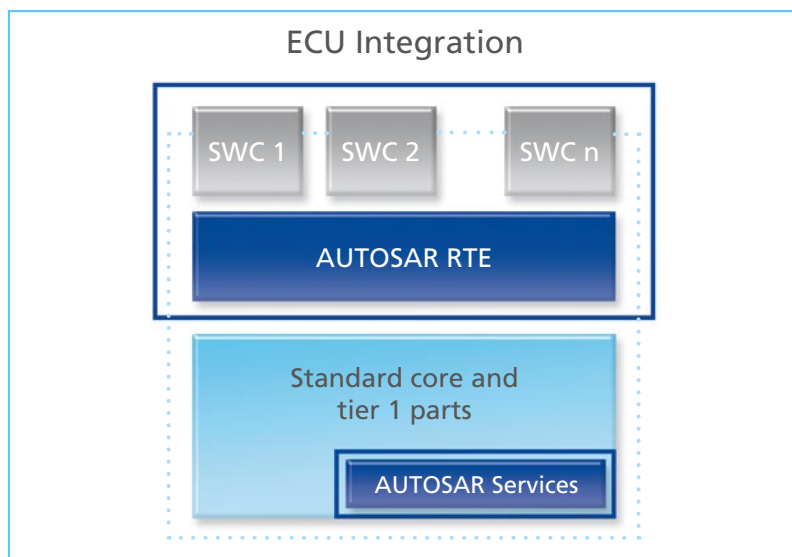 ECU Integration
SWC 1
SWC 2
SWC n
AUTOSAR RTE
Standard core and
tier 1 parts
AUTOSAR Services